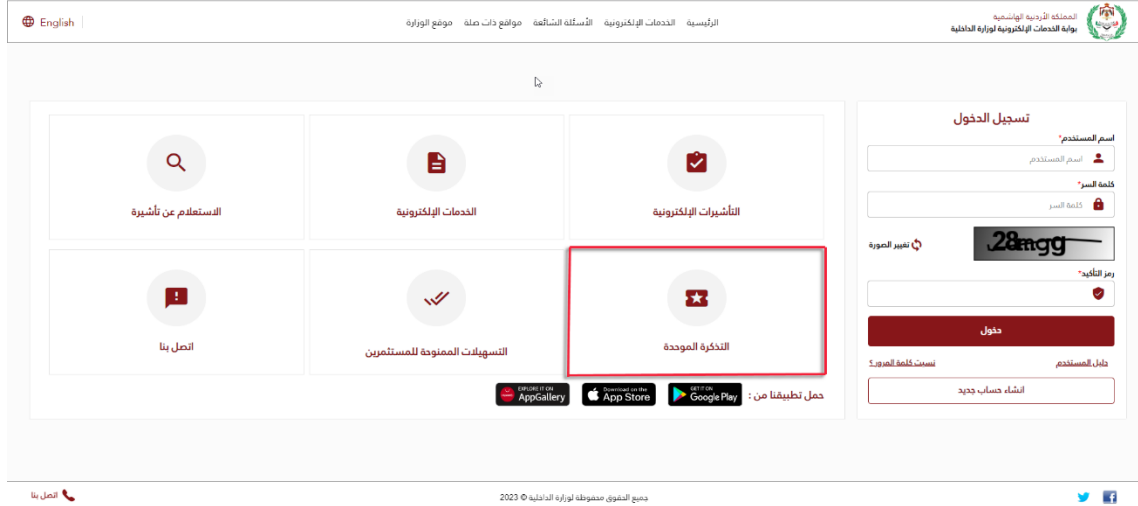 المملكة الأردنية الهاشمية
بوابة الخدمات الإلكترونية لوزارة الداخلية
الرئيسية الخدمات الإلكترونية الأسئلة الشائعة مواقع ذات صلة موقع الوزارة
English
تسجيل الدخول
اسم المستخدم*
اسم المستخدم
كلمة السر*
كلمة السر
28mgg
تغيير الصورة
رمز التأكيد*
دخول
دليل المستخدم نسيت كلمة المرور؟
انشاء حساب جديد
التأشيرات الإلكترونية
الخدمات الإلكترونية
الاستعلام عن تأشيرة
التذكرة الموحدة
التسهيلات الممنوحة للمستثمرين
اتصل بنا
حمل تطبيقنا من :
GET IT ON
Google Play
Download on the
App Store
EXPLORE IT ON
AppGallery
جميع الحقوق محفوظة لوزارة الداخلية © 2023
اتصل بنا